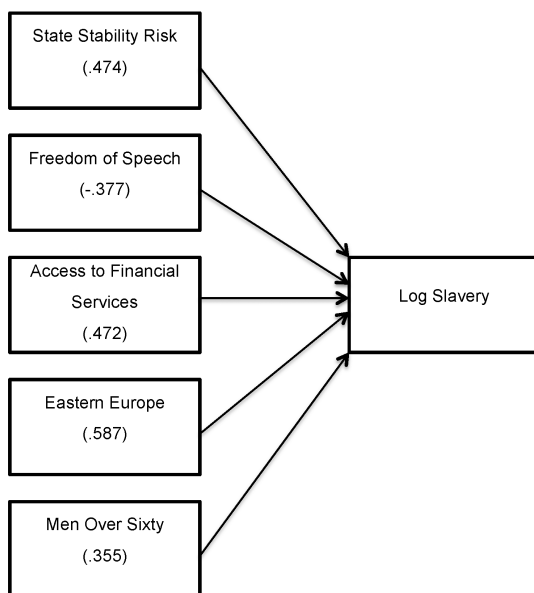 State Stability Risk
(.474)
Freedom of Speech
(-.377)
Access to Financial
Services
(.472)
Eastern Europe
(.587)
Men Over Sixty
(.355)
Log Slavery